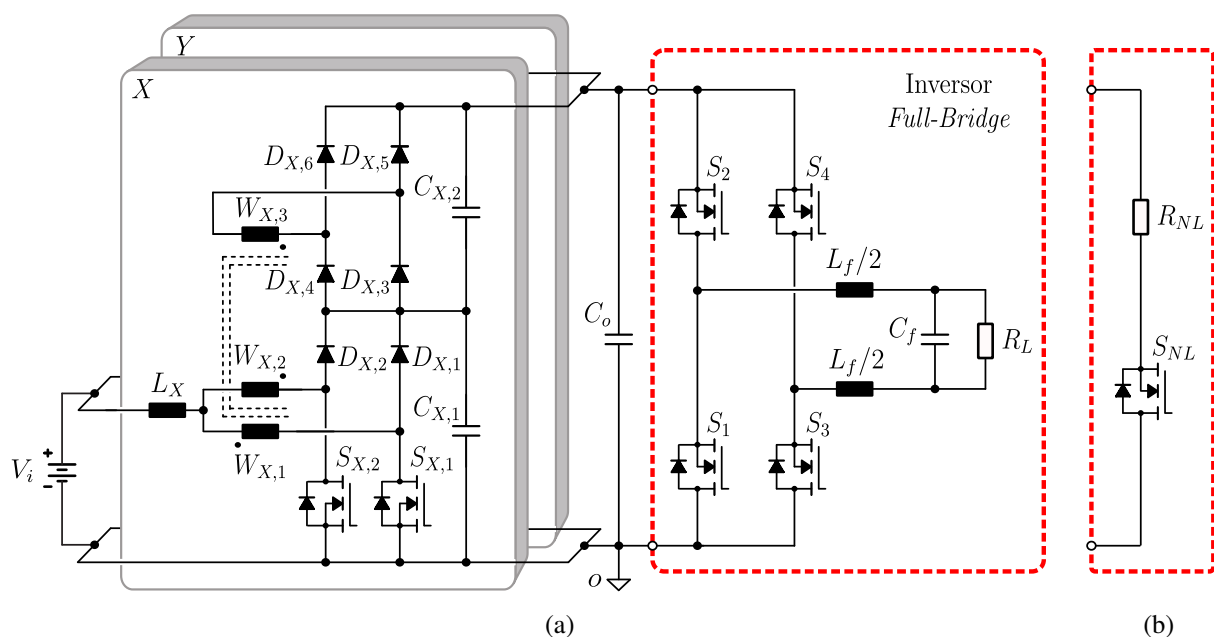 Y
X
Inversor
Full-Bridge
D_{X,6}
D_{X,5}
C_{X,2}
S_2
S_4
W_{X,3}
R_{NL}
D_{X,4}
D_{X,3}
L_f/2
C_o
C_f
R_L
W_{X,2}
D_{X,2}
D_{X,1}
L_f/2
S_{NL}
L_X
C_{X,1}
S_1
S_3
+
V_i
-
W_{X,1}
S_{X,2}
S_{X,1}
o
(a)
(b)